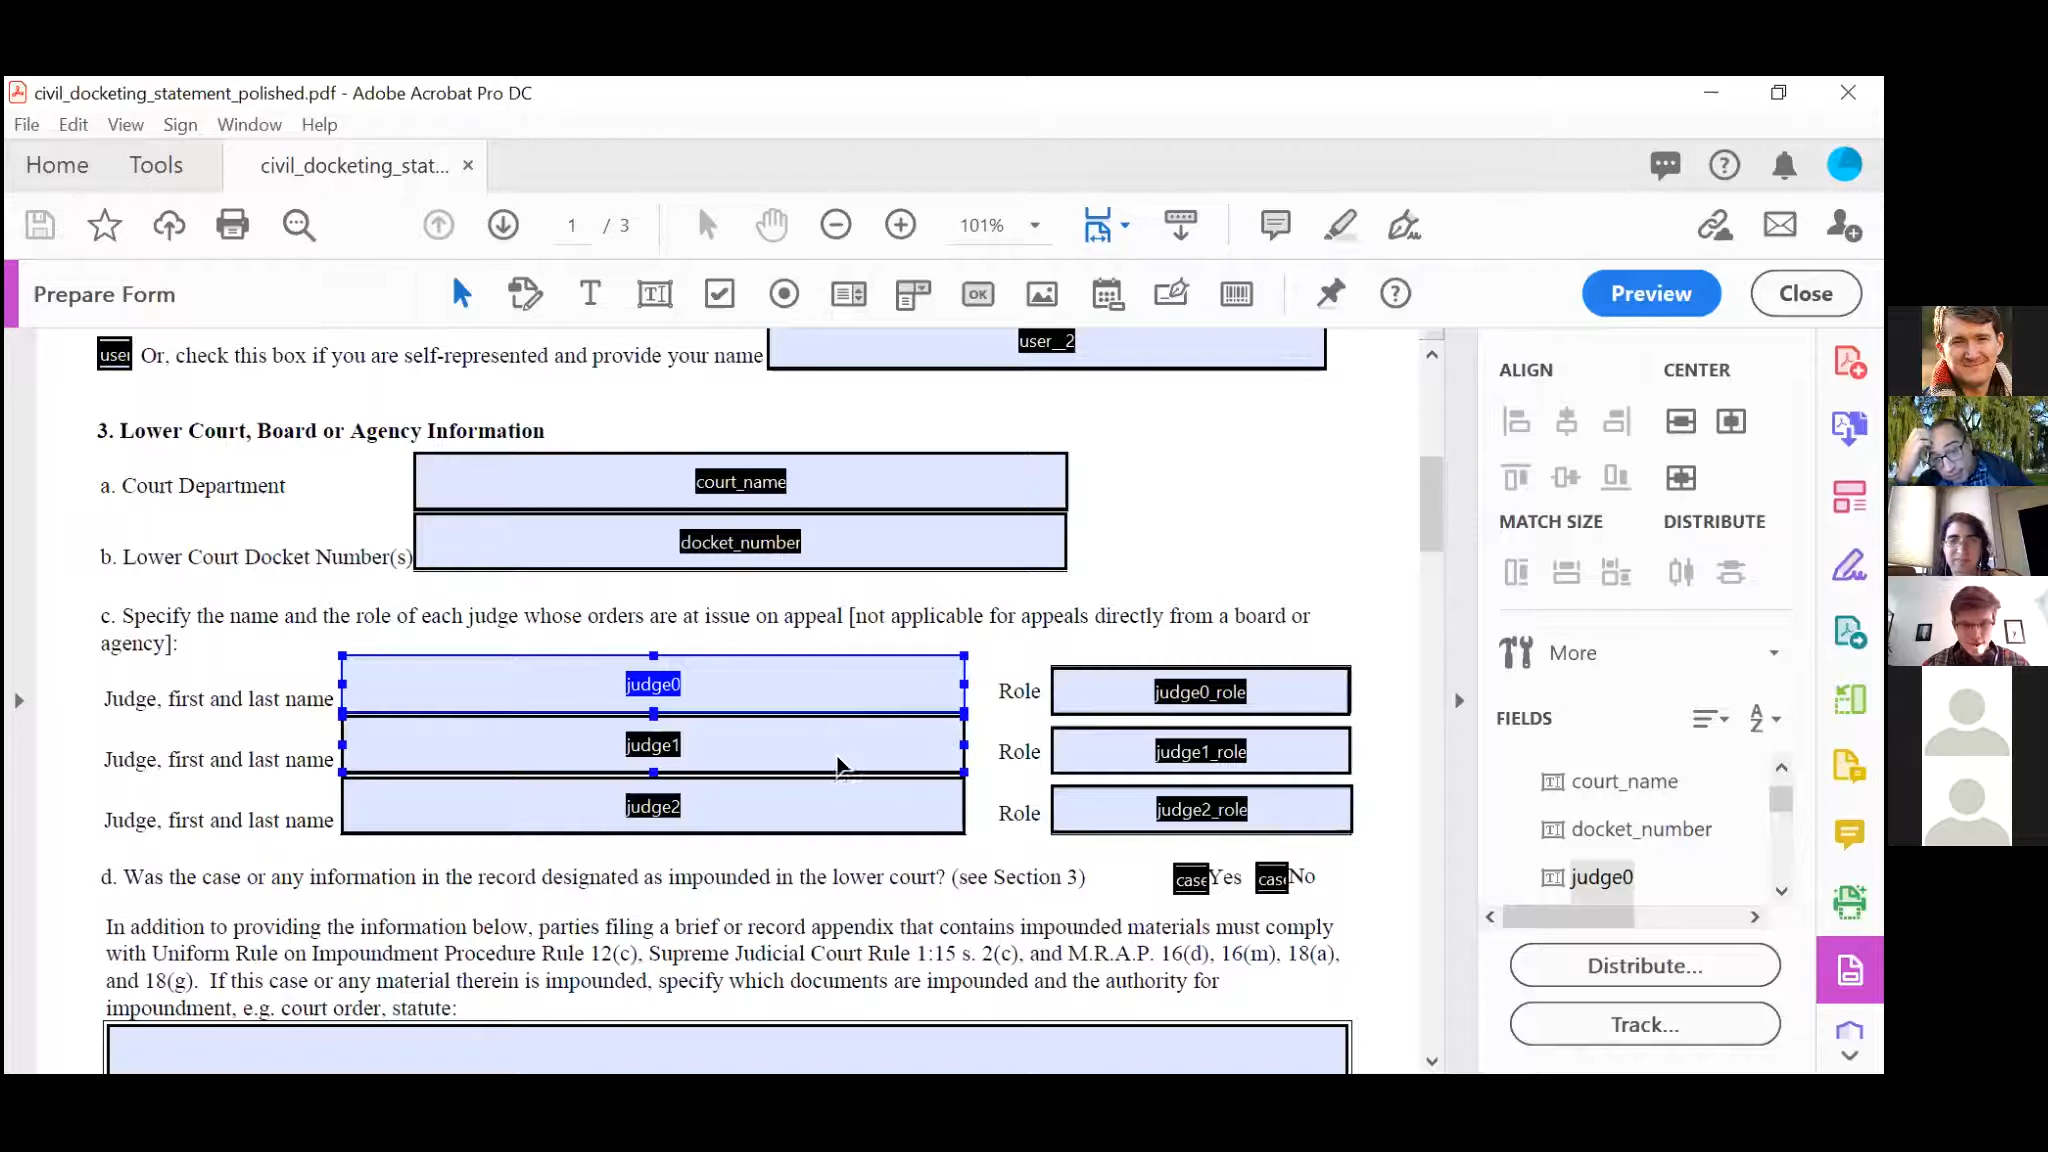 civil_docketing_statement_polished.pdf - Adobe Acrobat Pro DC
File Edit View Sign Window Help
Home Tools civil_docketing_stat... ×
1 / 3 101%
Prepare Form OK Preview Close
user Or, check this box if you are self-represented and provide your name user__2
3. Lower Court, Board or Agency Information
a. Court Department court_name
b. Lower Court Docket Number(s) docket_number
c. Specify the name and the role of each judge whose orders are at issue on appeal [not applicable for appeals directly from a board or
agency]:
Judge, first and last name judge0 Role judge0_role
Judge, first and last name judge1 Role judge1_role
Judge, first and last name judge2 Role judge2_role
d. Was the case or any information in the record designated as impounded in the lower court? (see Section 3) case Yes case No
In addition to providing the information below, parties filing a brief or record appendix that contains impounded materials must comply
with Uniform Rule on Impoundment Procedure Rule 12(c), Supreme Judicial Court Rule 1:15 s. 2(c), and M.R.A.P. 16(d), 16(m), 18(a),
and 18(g). If this case or any material therein is impounded, specify which documents are impounded and the authority for
impoundment, e.g. court order, statute:
ALIGN CENTER
MATCH SIZE DISTRIBUTE
More
FIELDS
court_name
docket_number
judge0
Distribute...
Track...